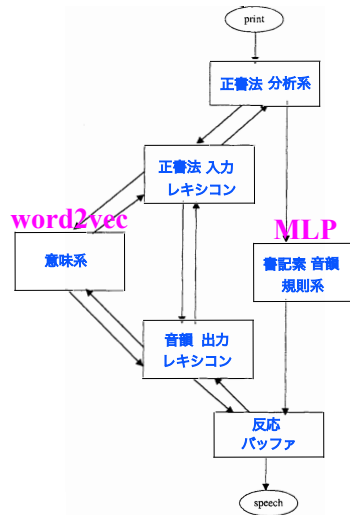 print
正書法 分析系
正書法 入力
レキシコン
word2vec
意味系
MLP
書記素 音韻
規則系
音韻 出力
レキシコン
反応
バッファ
speech